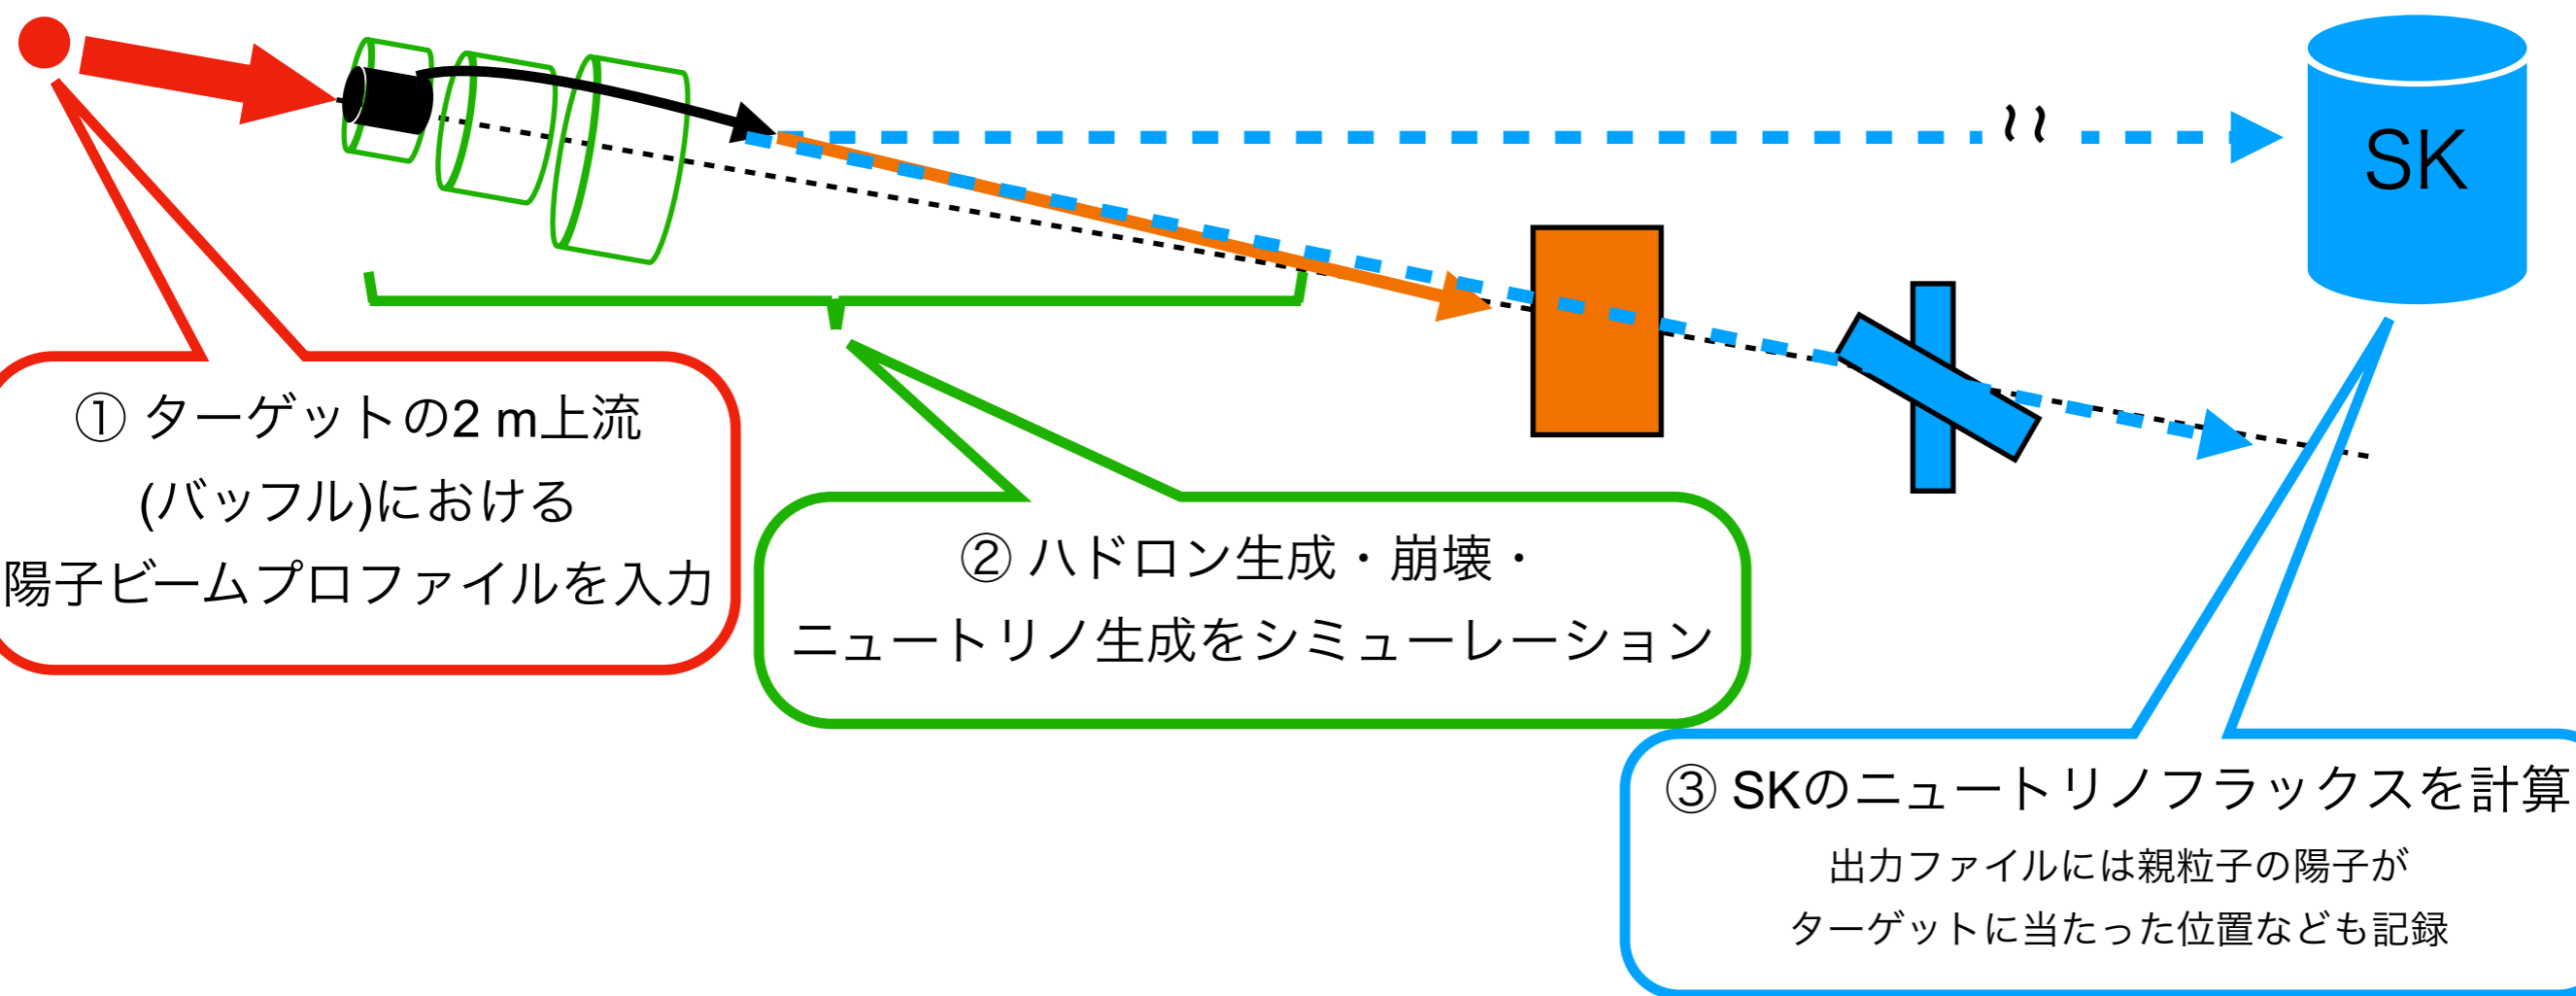 SK
① ターゲットの2 m上流
(バッフル)における
陽子ビームプロファイルを入力
② ハドロン生成・崩壊・
ニュートリノ生成をシミューレーション
③ SKのニュートリノフラックスを計算
出力ファイルには親粒子の陽子が
ターゲットに当たった位置なども記録